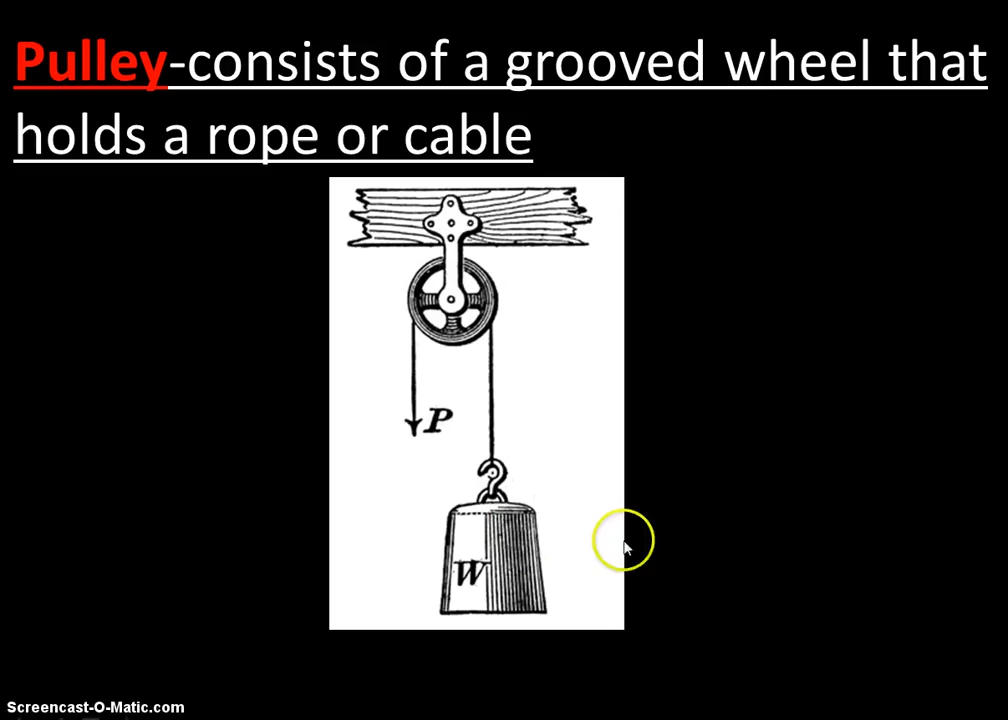 Pulley-consists of a grooved wheel that
holds a rope or cable
P
W
Screencast-O-Matic.com